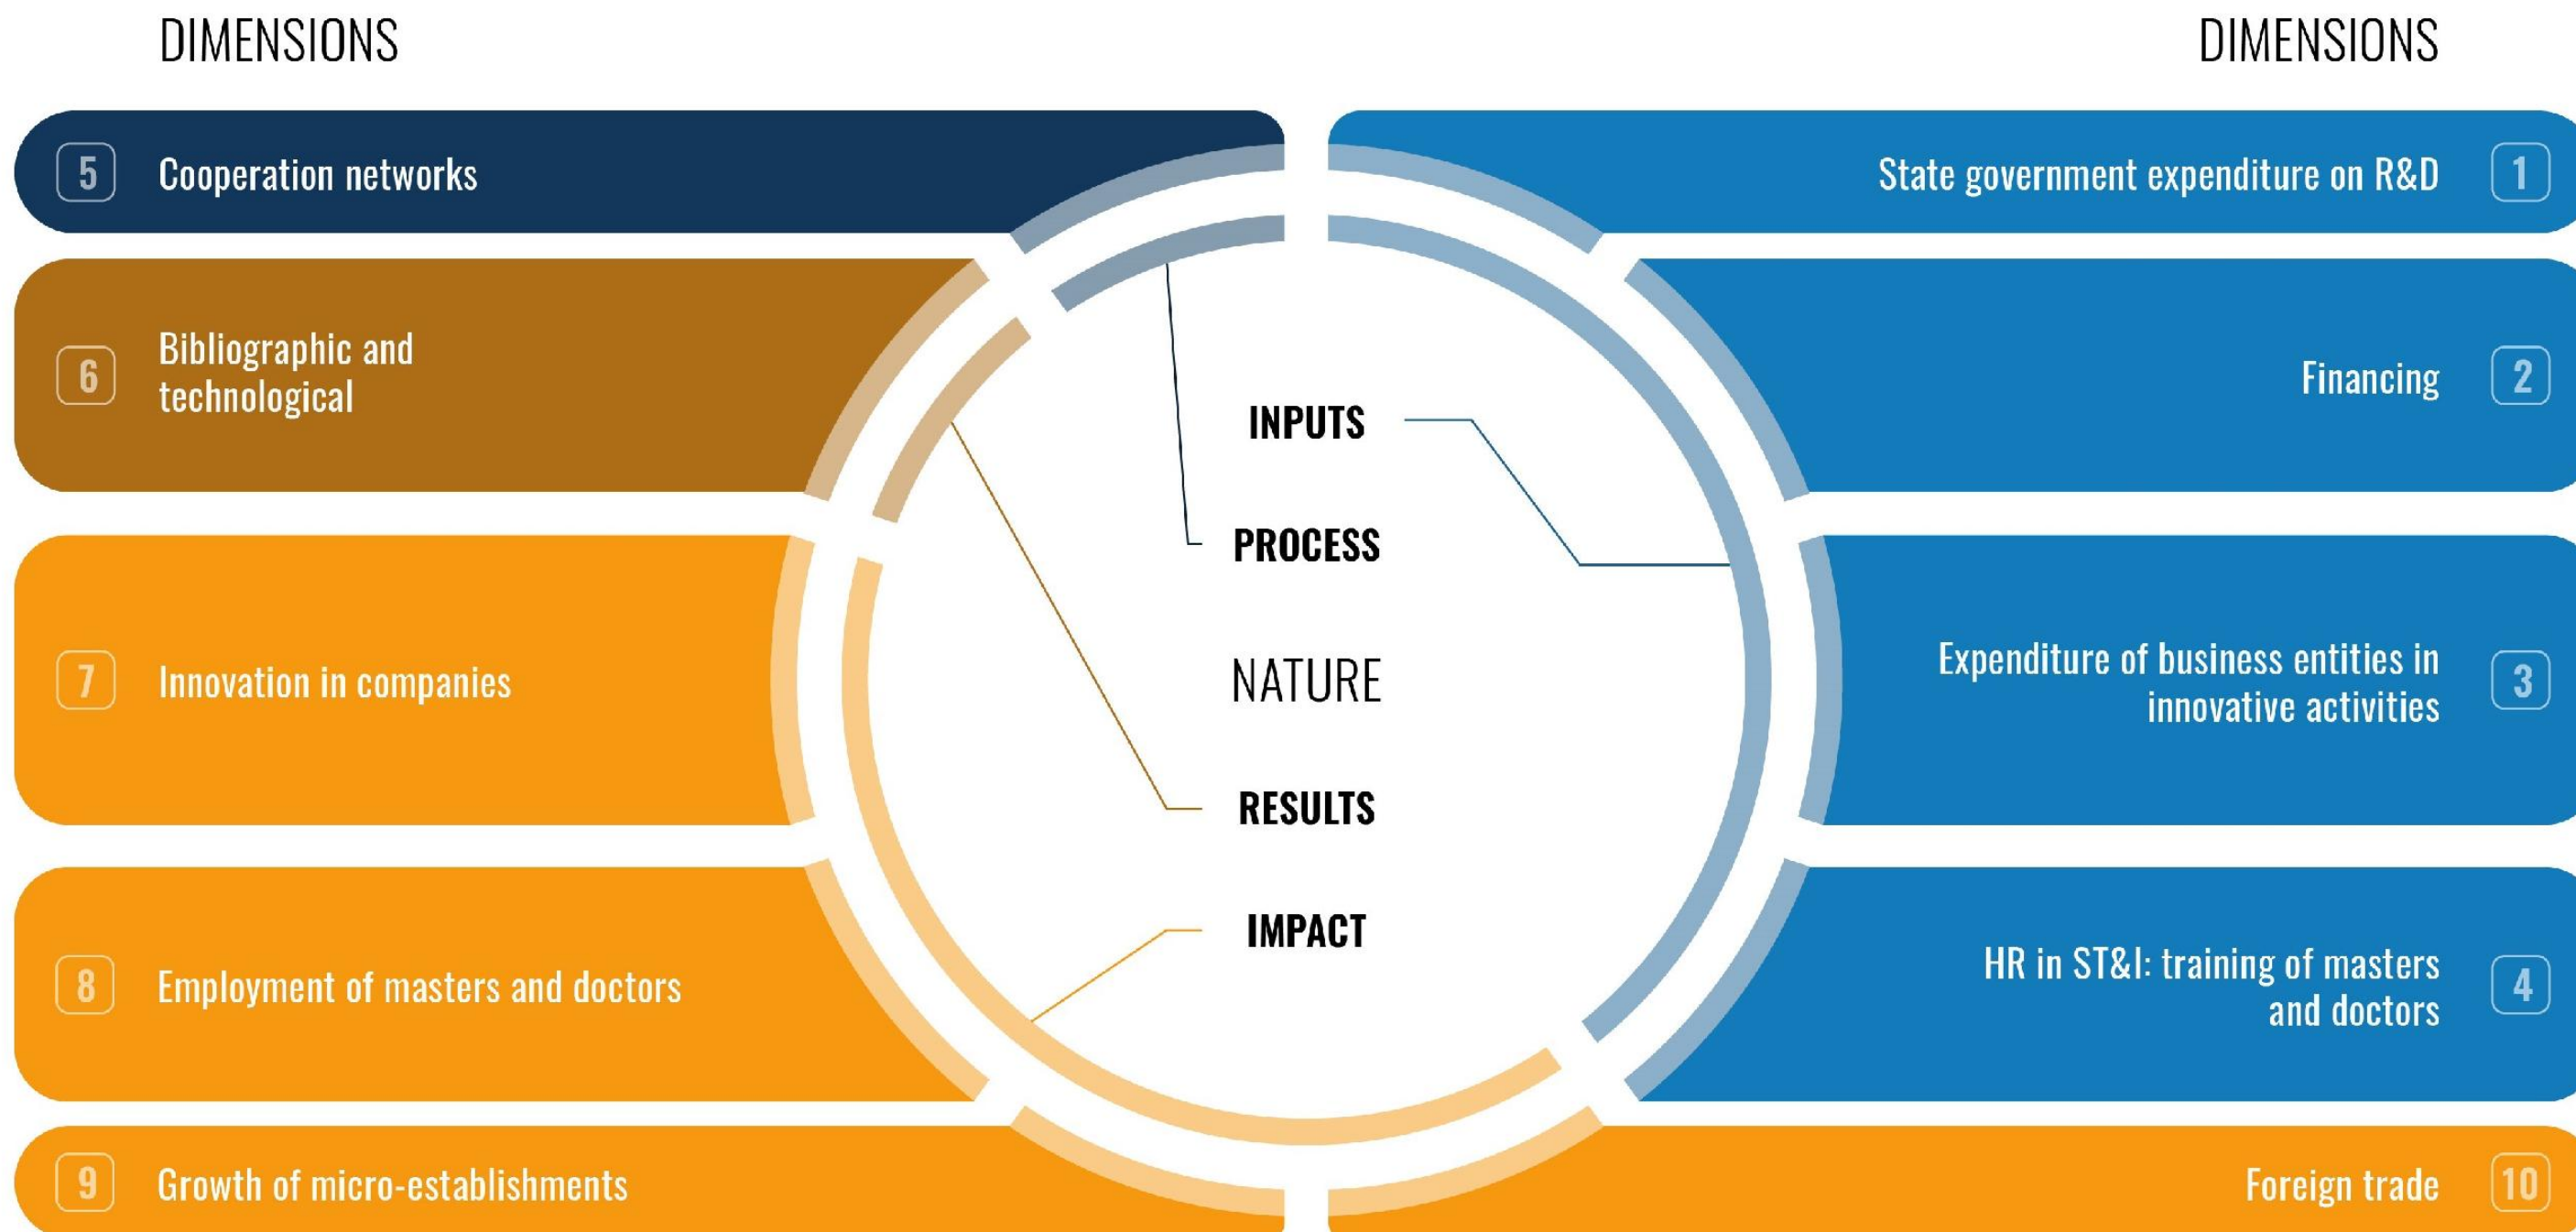 DIMENSIONS
DIMENSIONS
5 Cooperation networks
State government expenditure on R&D 1
6 Bibliographic and
technological
Financing 2
7 Innovation in companies
Expenditure of business entities in
innovative activities 3
8 Employment of masters and doctors
HR in ST&I: training of masters
and doctors 4
9 Growth of micro-establishments
Foreign trade 10
INPUTS
PROCESS
NATURE
RESULTS
IMPACT